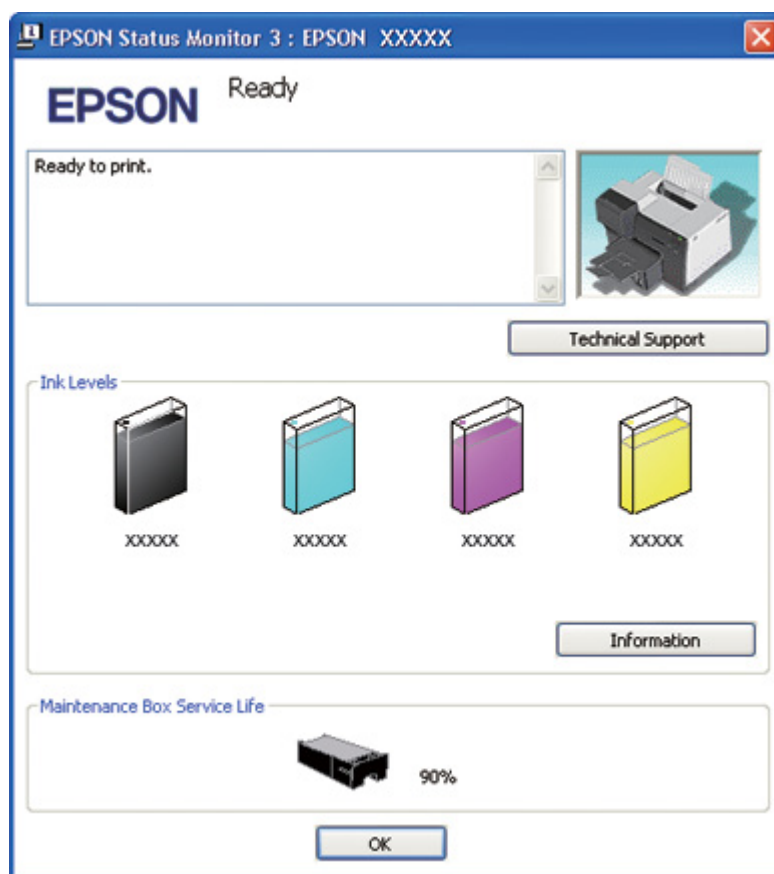 EPSON Status Monitor 3 : EPSON XXXXX
EPSON
Ready
Ready to print.
Technical Support
Ink Levels
XXXXX XXXXX XXXXX XXXXX
Information
Maintenance Box Service Life
90%
OK